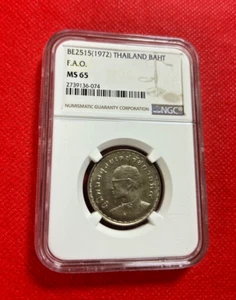 BE2515(1972) THAILAND BAHT
F.A.O.
MS 65
2739136-074
NUMISMATIC GUARANTY CORPORATION
NGC